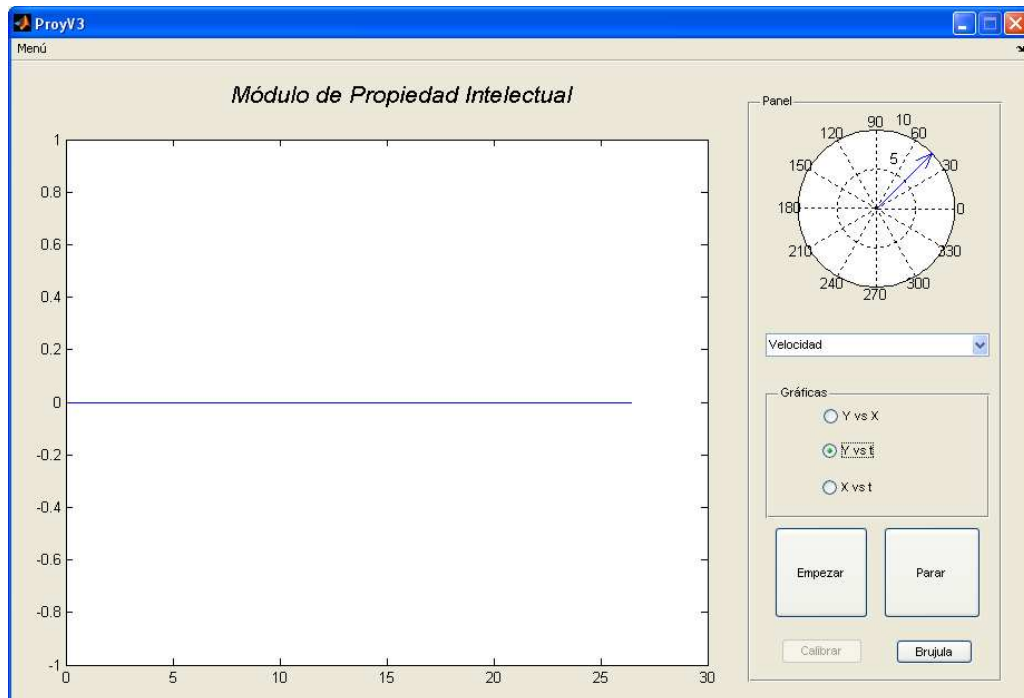 ProyV3
Menú
Módulo de Propiedad Intelectual
1
0.8
0.6
0.4
0.2
0
-0.2
-0.4
-0.6
-0.8
-1
0 5 10 15 20 25 30
Panel
90 10
120 60
5
150 30
180 0
210 330
240 300
270
Velocidad
Gráficas
Y vs X
Y vs t
X vs t
Empezar Parar
Calibrar Brujula